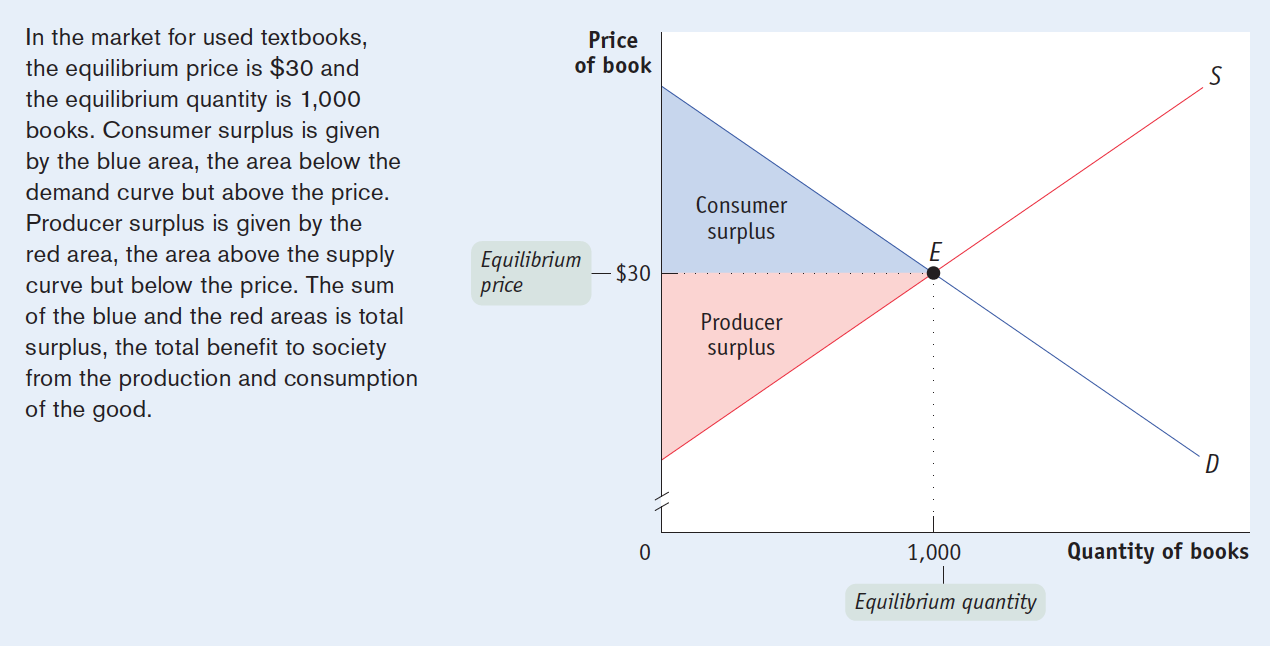 In the market for used textbooks,
the equilibrium price is $30 and
the equilibrium quantity is 1,000
books. Consumer surplus is given
by the blue area, the area below the
demand curve but above the price.
Producer surplus is given by the
red area, the area above the supply
curve but below the price. The sum
of the blue and the red areas is total
surplus, the total benefit to society
from the production and consumption
of the good.
Price
of book
S
Consumer
surplus
E
Equilibrium
price
$30
Producer
surplus
D
0
1,000
Quantity of books
Equilibrium quantity